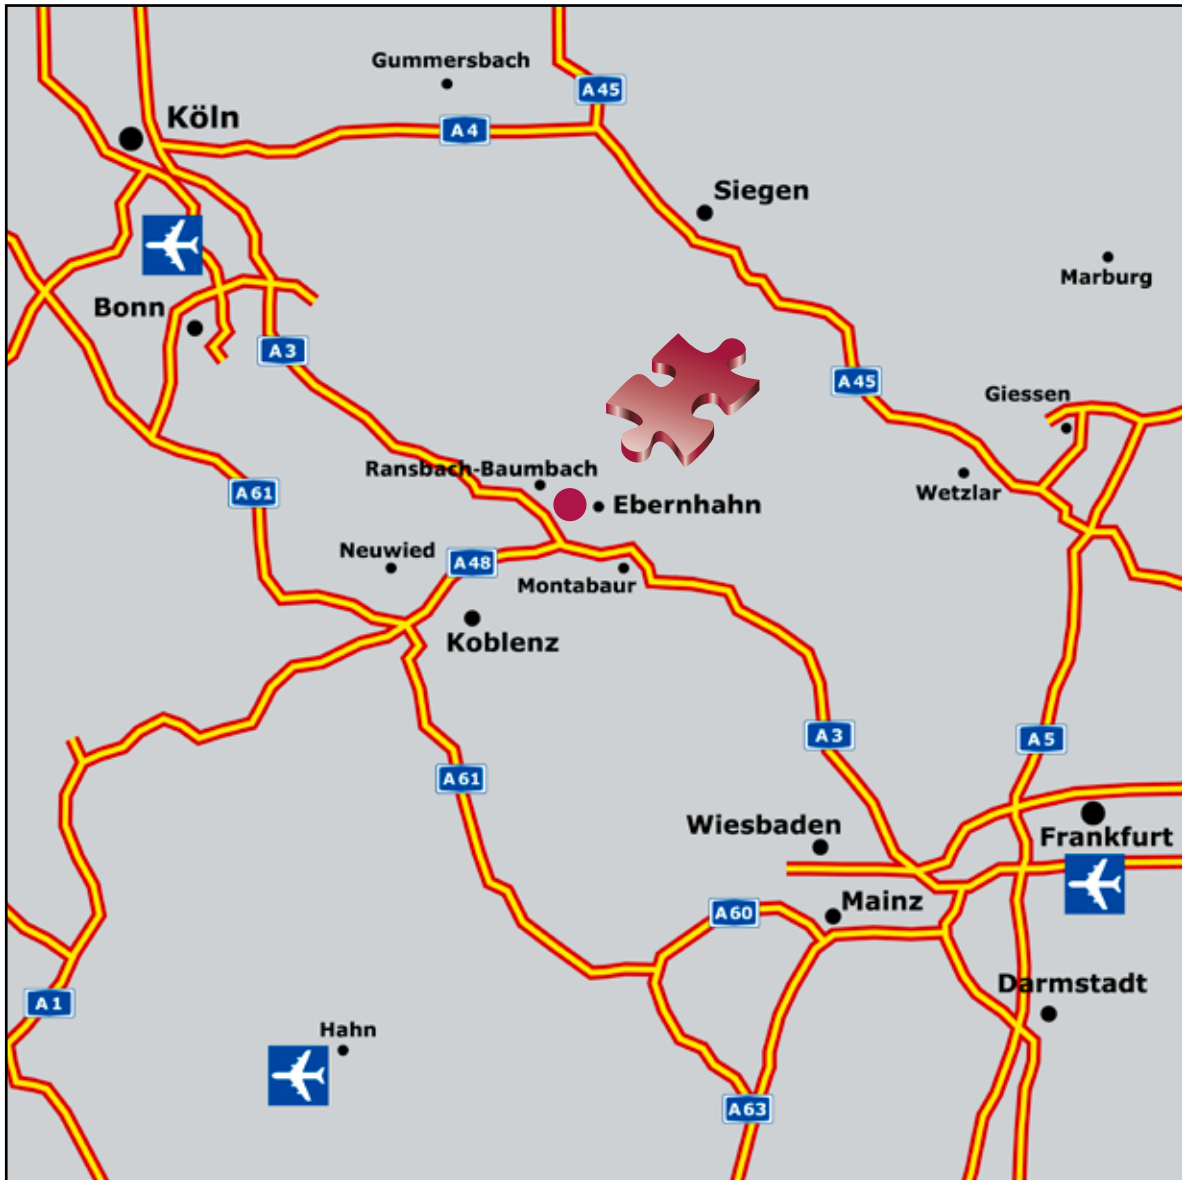 Gummersbach
A45
Köln
A4
Siegen
Marburg
Bonn
A3
A45
Giessen
Ransbach-Baumbach
A61
Wetzlar
Ebernhahn
Neuwied
A48
Montabaur
Koblenz
A3
A5
A61
Wiesbaden
Frankfurt
Mainz
A60
Darmstadt
A1
Hahn
A63